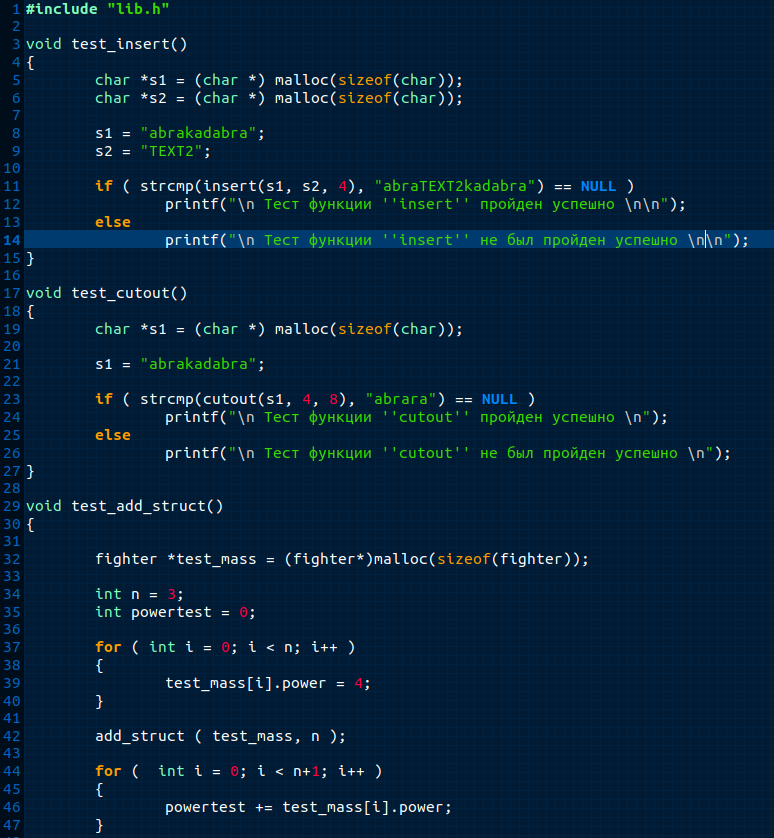 1 #include "lib.h"
2
3 void test_insert()
4 {
5 char *s1 = (char *) malloc(sizeof(char));
6 char *s2 = (char *) malloc(sizeof(char));
7
8 s1 = "abrakadabra";
9 s2 = "TEXT2";
10
11 if ( strcmp(insert(s1, s2, 4), "abraTEXT2kadabra") == NULL )
12 printf("\n Тест функции ''insert'' пройден успешно \n\n");
13 else
14 printf("\n Тест функции ''insert'' не был пройден успешно \n\n");
15 }
16
17 void test_cutout()
18 {
19 char *s1 = (char *) malloc(sizeof(char));
20
21 s1 = "abrakadabra";
22
23 if ( strcmp(cutout(s1, 4, 8), "abrara") == NULL )
24 printf("\n Тест функции ''cutout'' пройден успешно \n");
25 else
26 printf("\n Тест функции ''cutout'' не был пройден успешно \n");
27 }
28
29 void test_add_struct()
30 {
31
32 fighter *test_mass = (fighter*)malloc(sizeof(fighter));
33
34 int n = 3;
35 int powertest = 0;
36
37 for ( int i = 0; i < n; i++ )
38 {
39 test_mass[i].power = 4;
40 }
41
42 add_struct ( test_mass, n );
43
44 for (  int i = 0; i < n+1; i++ )
45 {
46 powertest += test_mass[i].power;
47 }